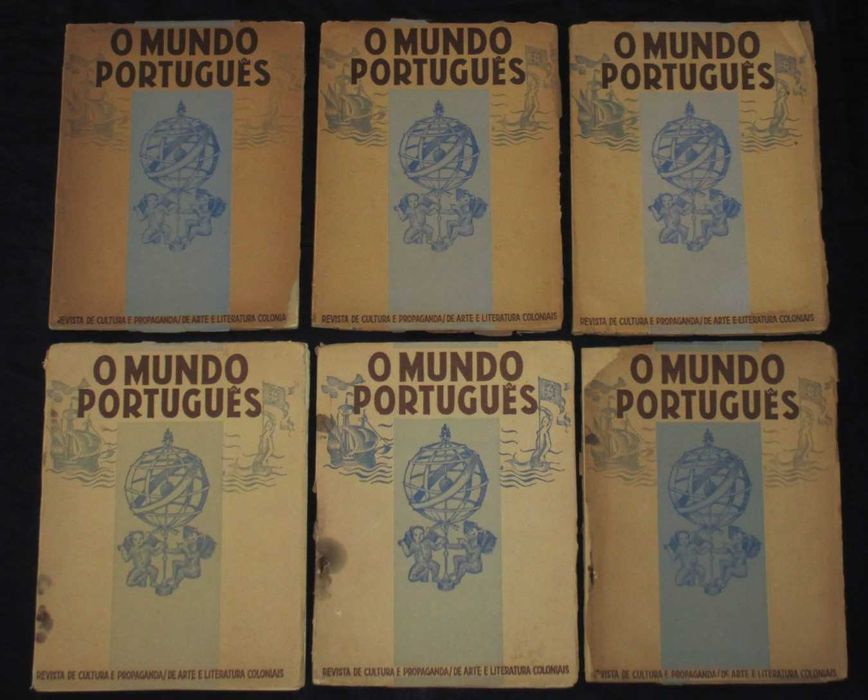 O MUNDO
PORTUGUÊS
REVISTA DE CULTURA E PROPAGANDA / DE ARTE E LITERATURA COLONIA
O MUNDO
PORTUGUÊS
REVISTA DE CULTURA E PROPAGANDA / DE ARTE E LITERATURA COLONIAIS
O MUNDO
PORTUGUÊS
REVISTA DE CULTURA E PROPAGANDA / DE ARTE E LITERATURA COLONIAIS
O MUNDO
PORTUGUÊS
REVISTA DE CULTURA E PROPAGANDA / DE ARTE E LITERATURA COLONIAIS
O MUNDO
PORTUGUÊS
REVISTA DE CULTURA E PROPAGANDA / DE ARTE E LITERATURA COLONIAIS
O MUNDO
PORTUGUÊS
VISTA DE CULTURA E PROPAGANDA / DE ARTE E LITERATURA COLONIAIS